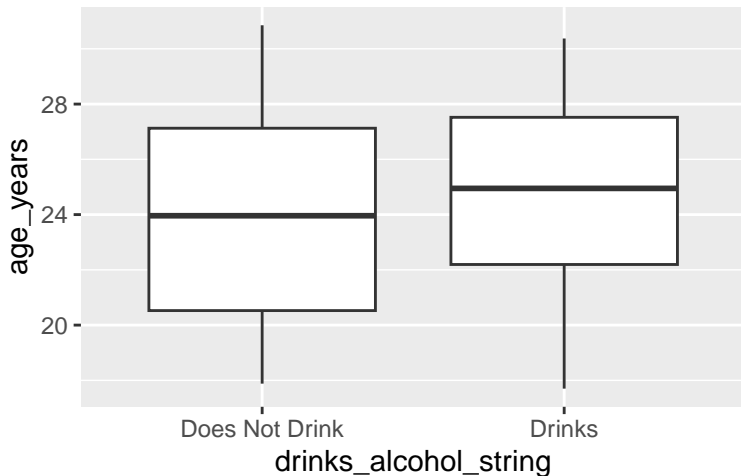 age_years
28
24
20
Does Not Drink
Drinks
drinks_alcohol_string